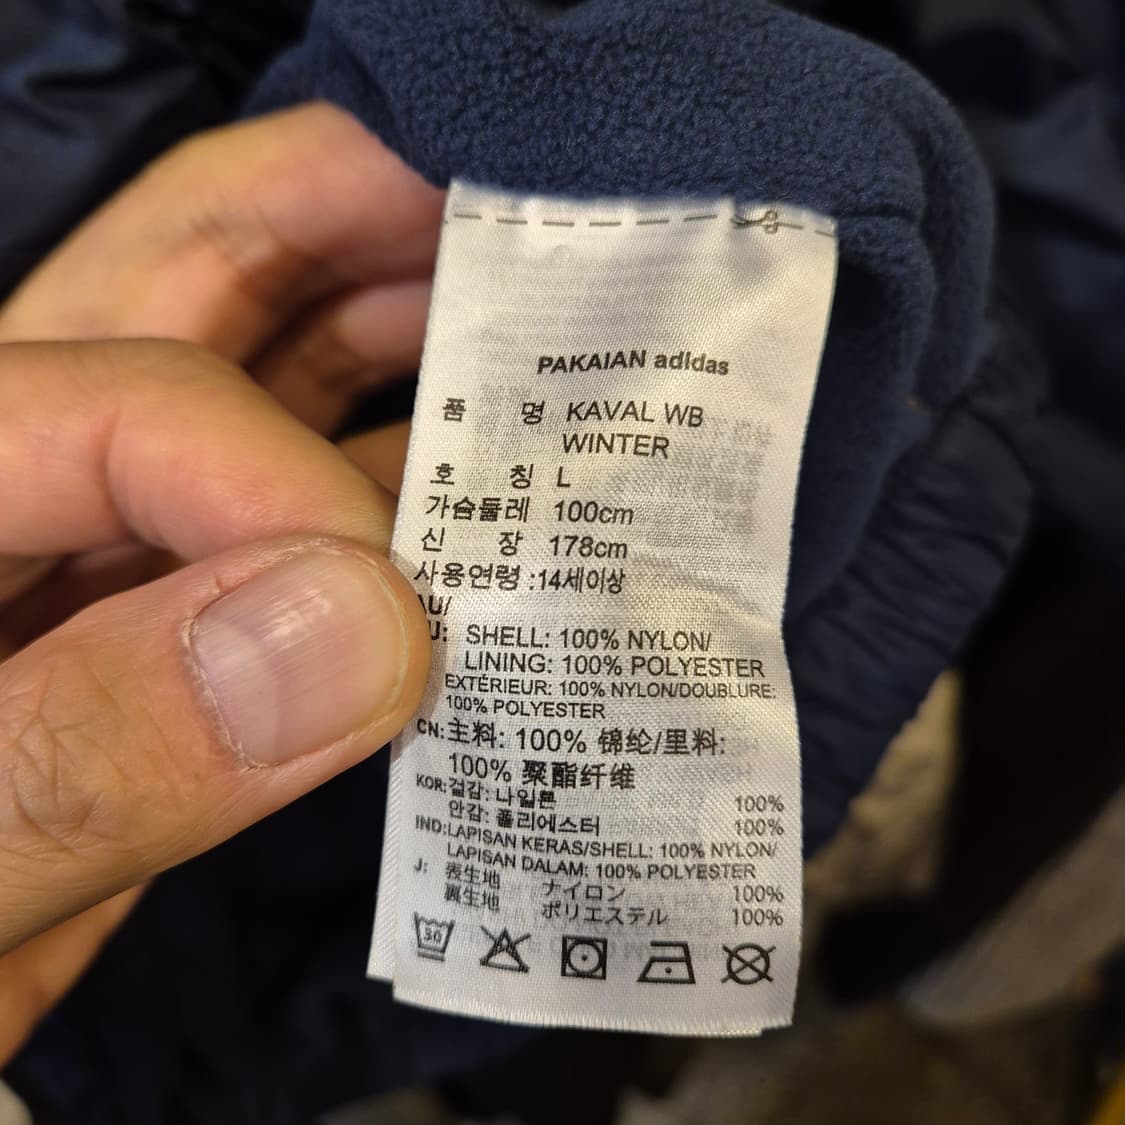 PAKAIAN adidas
품 명 KAVAL WB
WINTER
호 칭 L
가슴둘레 100cm
신 장 178cm
사용연령 :14세이상
AU/
U: SHELL: 100% NYLON/
LINING: 100% POLYESTER
EXTÉRIEUR: 100% NYLON/DOUBLURE:
100% POLYESTER
CN:主料: 100% 锦纶/里料:
100% 聚酯纤维
KOR:겉감: 나일론 100%
안감: 폴리에스터 100%
IND:LAPISAN KERAS/SHELL: 100% NYLON/
LAPISAN DALAM: 100% POLYESTER
J: 表生地 ナイロン 100%
裏生地 ポリエステル 100%
30